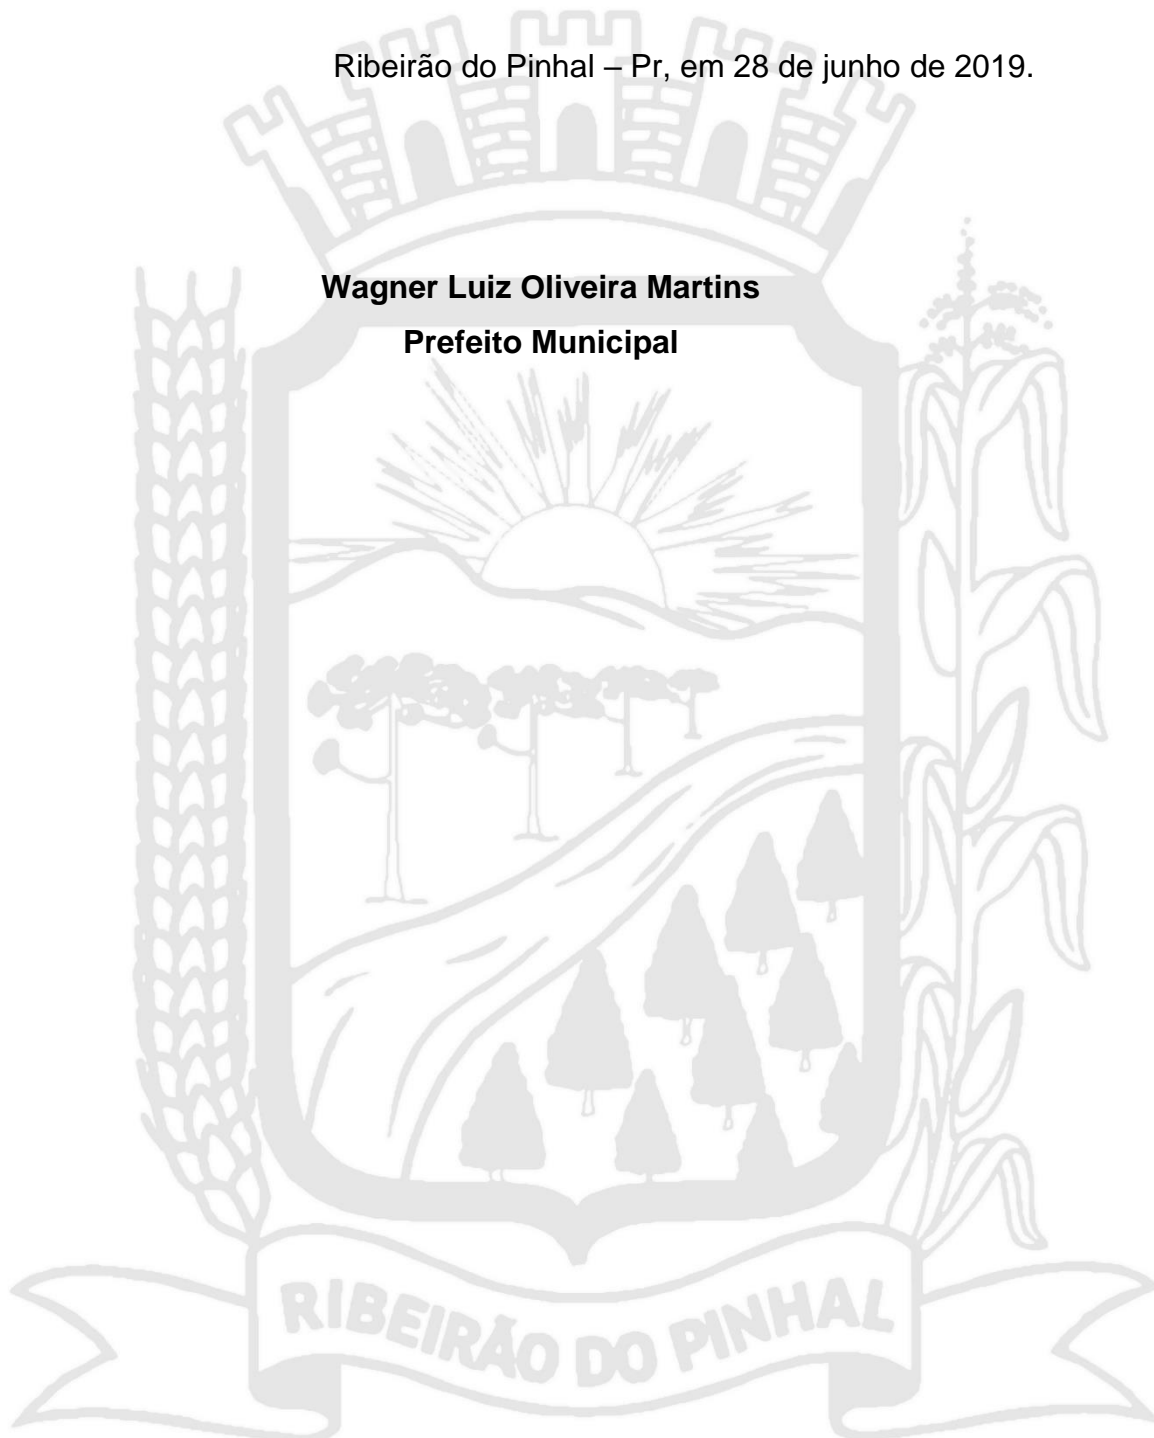 Ribeirão do Pinhal – Pr, em 28 de junho de 2019.
Wagner Luiz Oliveira Martins
Prefeito Municipal
RIBEIRÃO DO PINHAL